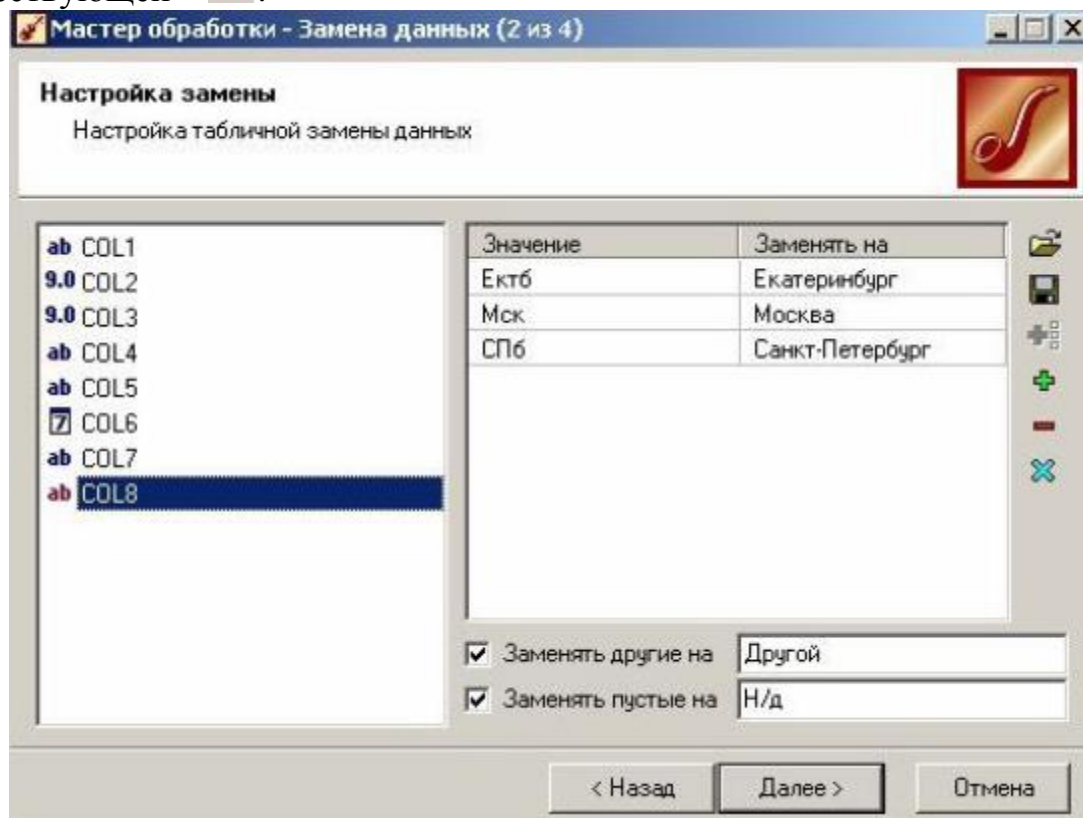 Мастер обработки - Замена данных (2 из 4)
Настройка замены
Настройка табличной замены данных
ab COL1
9.0 COL2
9.0 COL3
ab COL4
ab COL5
7 COL6
ab COL7
ab COL8
Значение Заменять на
Ектб Екатеринбург
Мск Москва
СПб Санкт-Петербург
Заменять другие на Другой
Заменять пустые на Н/д
< Назад Далее > Отмена